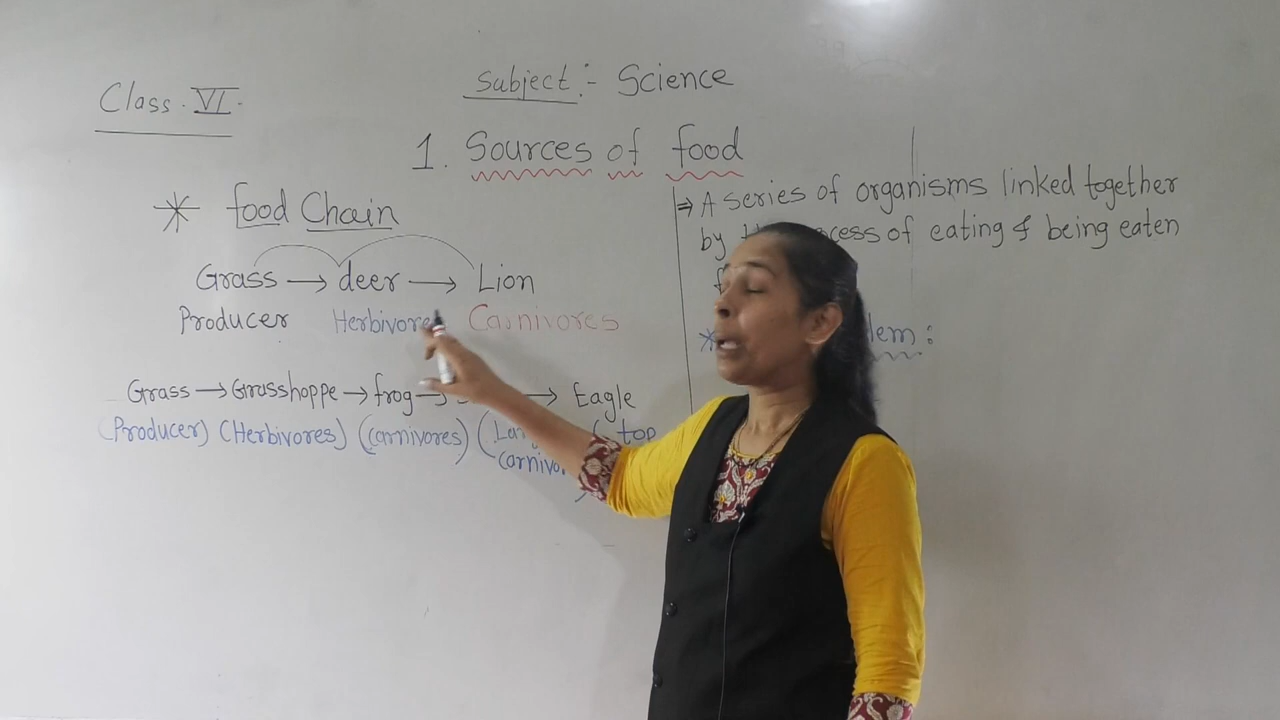 Class. VI.
Subject:- Science
1. Sources of food
* food Chain
Grass → deer → Lion
Producer Herbivores Carnivores
Grass → Grasshoppe → frog → → Eagle
(Producer) (Herbivores) (carnivores) ( top
⇒ A series of organisms linked together
by of eating & being eaten
*